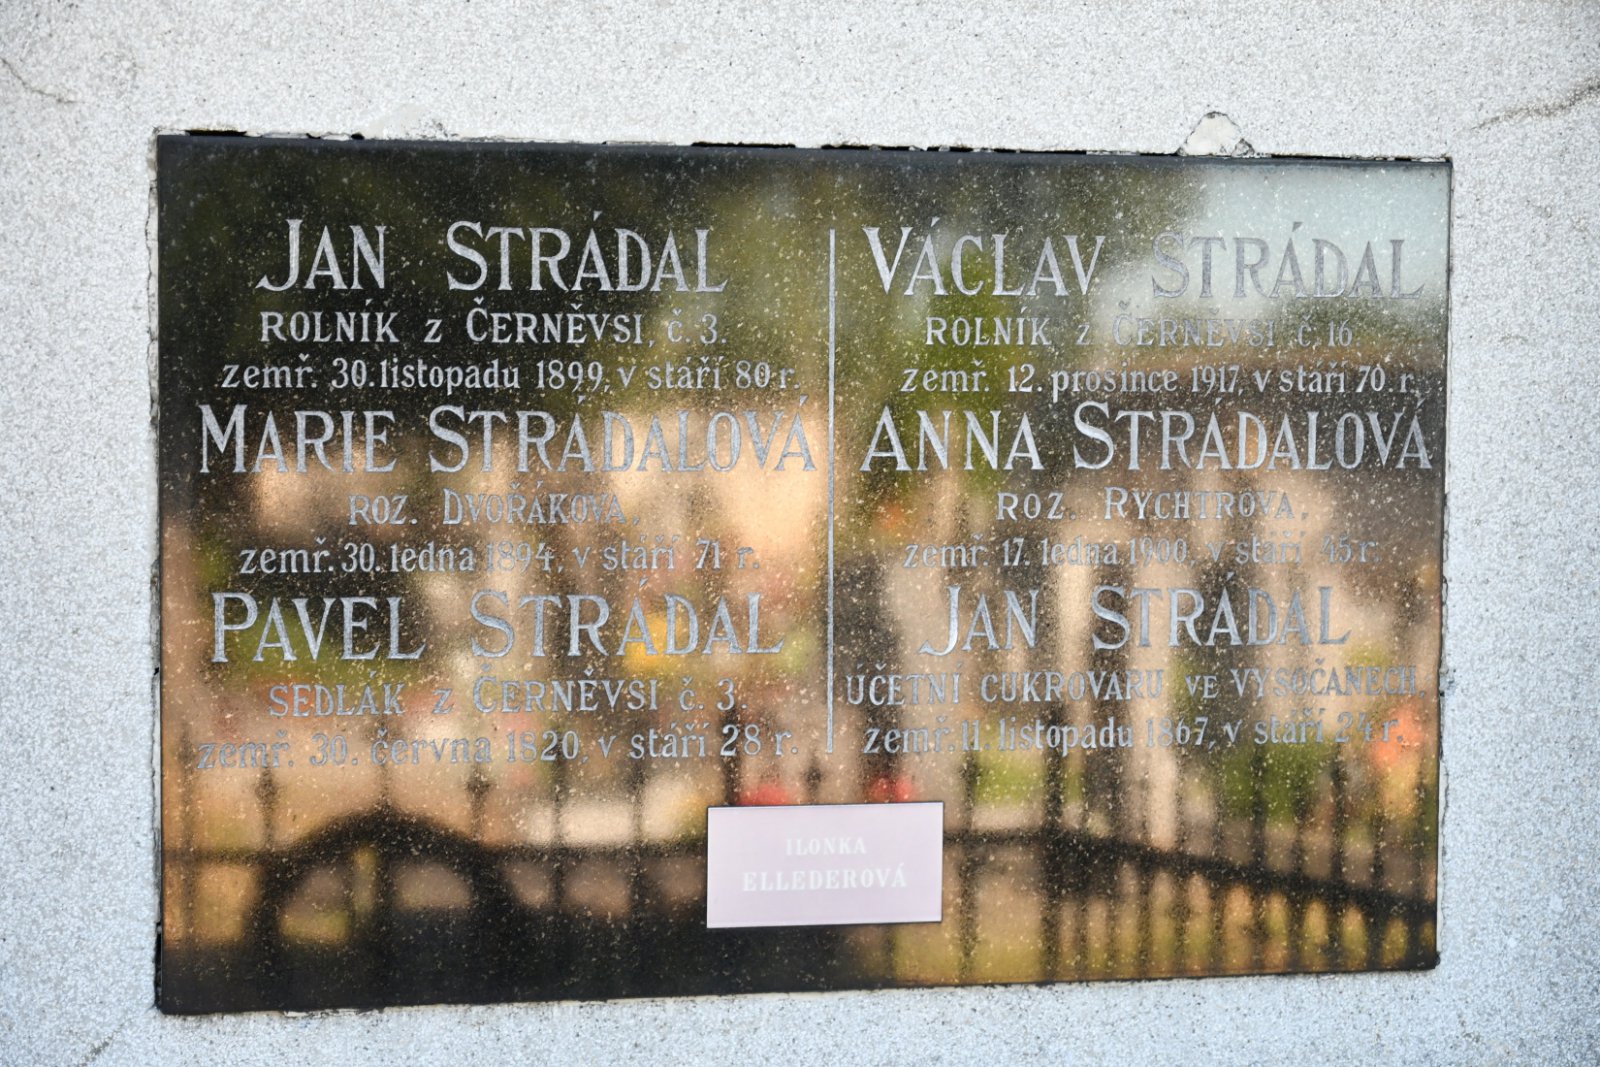 JAN STRÁDAL
ROLNÍK z ČERNĚVSI, č. 3.
zemř. 30. listopadu 1899, v stáří 80 r.
MARIE STRÁDALOVÁ
ROZ. DVOŘÁKOVA,
zemř. 30. ledna 1894, v stáří 71 r.
PAVEL STRÁDAL
SEDLÁK z ČERNĚVSI č. 3.
zemř. 30. června 1820, v stáří 28 r.
VÁCLAV STRÁDAL
ROLNÍK z ČERNĚVSI č. 16.
zemř. 12. prosince 1917, v stáří 70. r.
ANNA STRÁDALOVÁ
ROZ. RYCHTROVA,
zemř. 17. ledna 1900, v stáří 45 r.
JAN STRÁDAL
ÚČETNÍ CUKROVARU VE VYSOČANECH,
zemř. 11. listopadu 1867, v stáří 24 r.
ILONKA
ELLEDEROVÁ